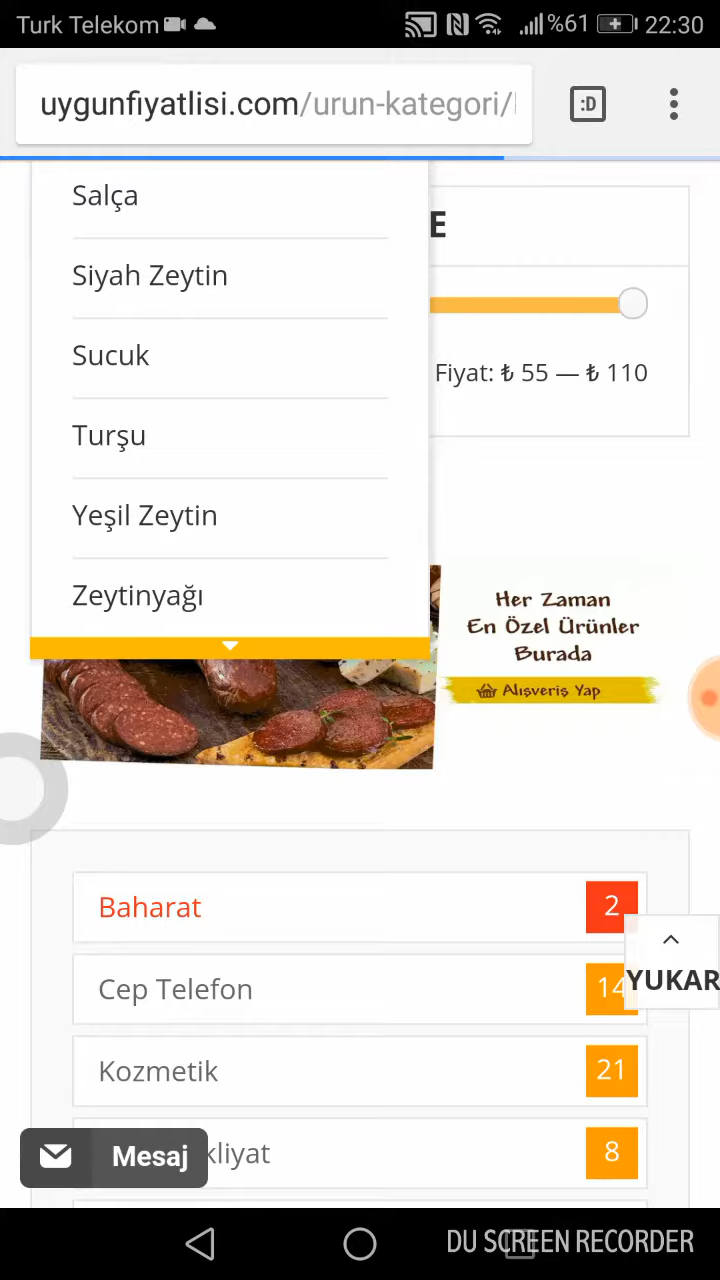 Turk Telekom
%61
22:30
uygunfiyatlisi.com/urun-kategori/
:D
Salça
Siyah Zeytin
Sucuk
Turşu
Yeşil Zeytin
Zeytinyağı
E
Fiyat: ₺ 55 — ₺ 110
Her Zaman
En Özel Ürünler
Burada
Alışveriş Yap
Baharat 2
Cep Telefon 14
YUKAR
Kozmetik 21
Mesaj
kliyat 8
DU SCREEN RECORDER